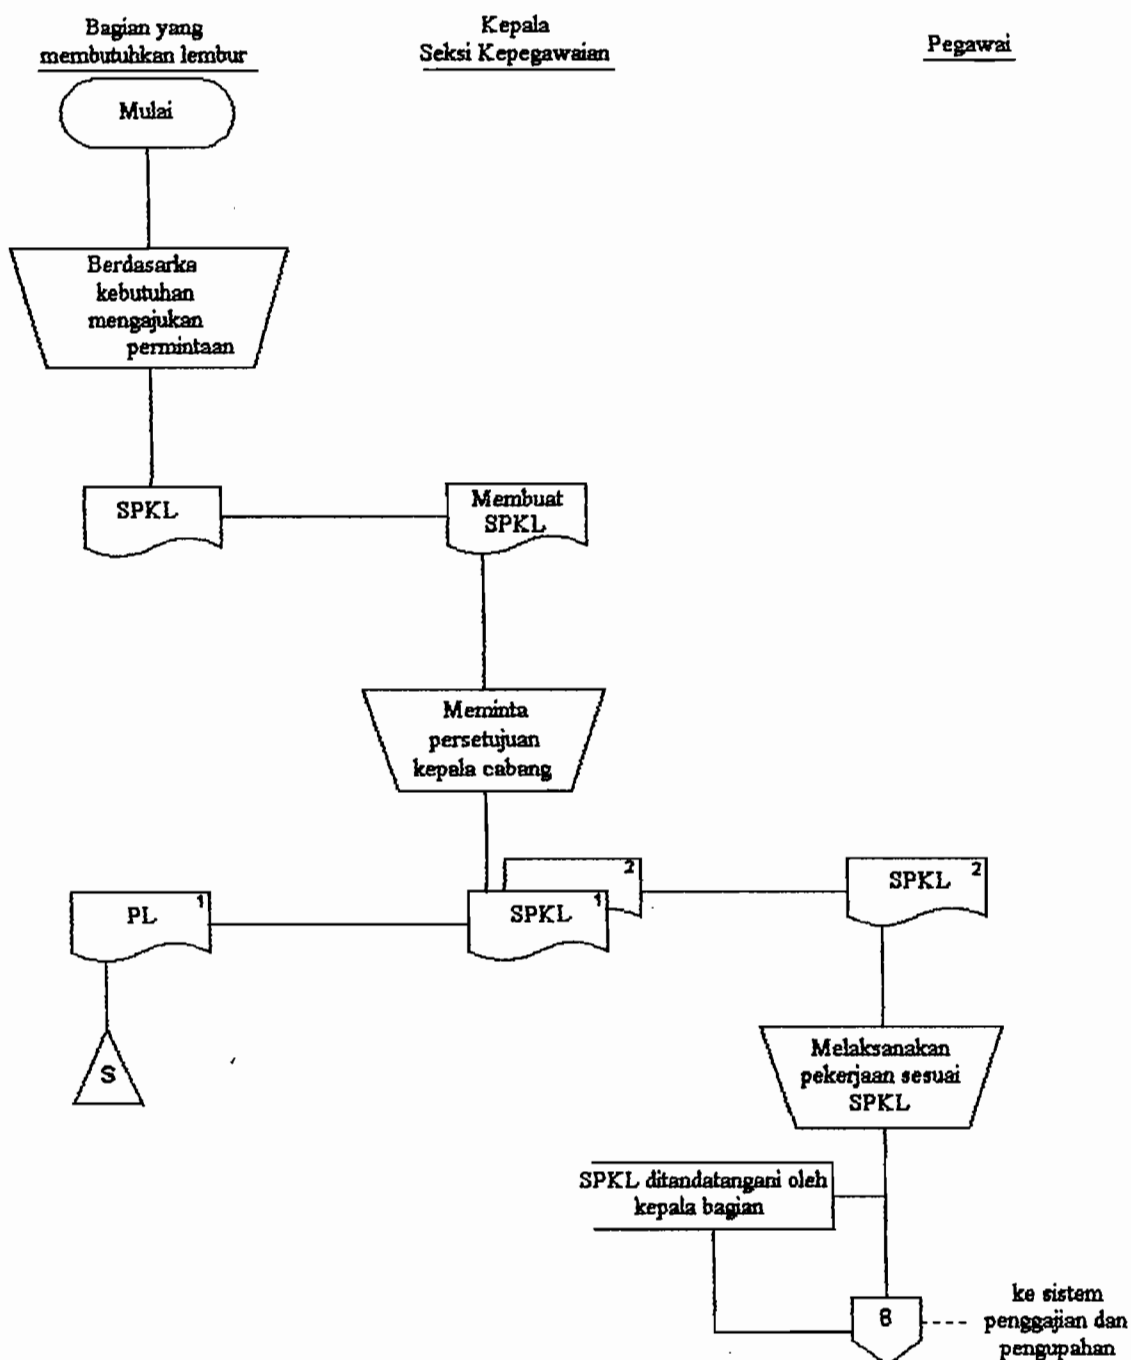 Bagian yang
membutuhkan lembur
Kepala
Seksi Kepegawaian
Pegawai
Mulai
Berdasarka
kebutuhan
mengajukan
permintaan
SPKL
Membuat
SPKL
Meminta
persetujuan
kepala cabang
PL 1
2
SPKL 1
SPKL 2
S
Melaksanakan
pekerjaan sesuai
SPKL
SPKL ditandatangani oleh
kepala bagian
8
ke sistem
penggajian dan
pengupahan